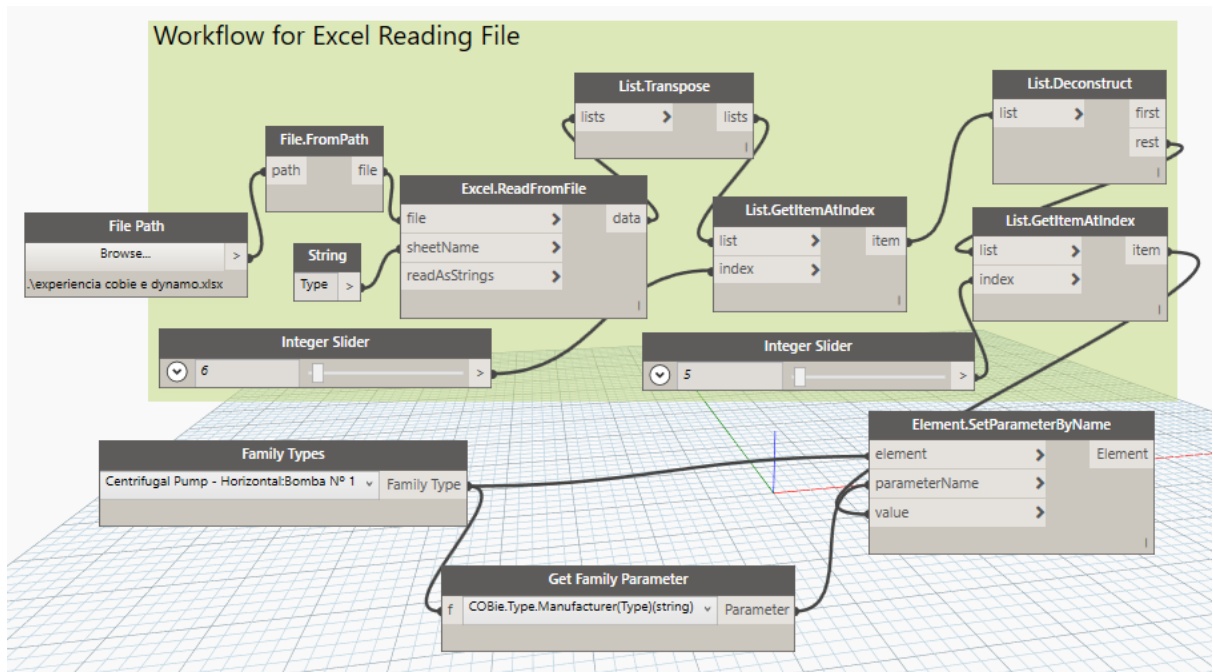 Workflow for Excel Reading File
File Path
Browse...
>
.\experiencia cobie e dynamo.xlsx
File.FromPath
path
file
String
Type
>
Excel.ReadFromFile
file
>
data
sheetName
>
readAsStrings
>
l
List.Transpose
lists
>
lists
l
List.GetItemAtIndex
list
>
item
index
>
l
List.Deconstruct
list
>
first
rest
l
List.GetItemAtIndex
list
>
item
index
>
l
Integer Slider
6
>
Integer Slider
5
>
Family Types
Centrifugal Pump - Horizontal:Bomba Nº 1
Family Type
Get Family Parameter
f
COBie.Type.Manufacturer(Type)(string)
Parameter
Element.SetParameterByName
element
>
Element
parameterName
>
value
>
l